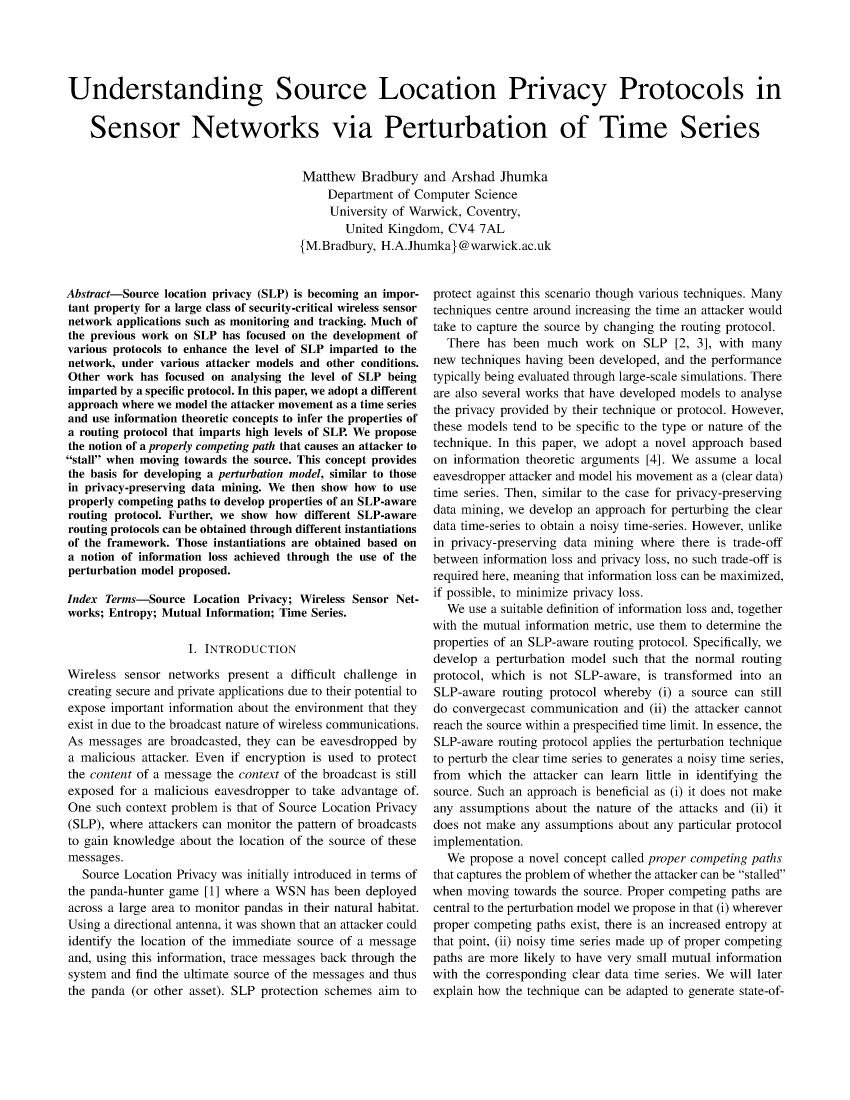 Understanding Source Location Privacy Protocols in
Sensor Networks via Perturbation of Time Series
Matthew Bradbury and Arshad Jhumka
Department of Computer Science
University of Warwick, Coventry,
United Kingdom, CV4 7AL
{M.Bradbury, H.A.Jhumka}@warwick.ac.uk
Abstract—Source location privacy (SLP) is becoming an impor-
tant property for a large class of security-critical wireless sensor
network applications such as monitoring and tracking. Much of
the previous work on SLP has focused on the development of
various protocols to enhance the level of SLP imparted to the
network, under various attacker models and other conditions.
Other work has focused on analysing the level of SLP being
imparted by a specific protocol. In this paper, we adopt a different
approach where we model the attacker movement as a time series
and use information theoretic concepts to infer the properties of
a routing protocol that imparts high levels of SLP. We propose
the notion of a properly competing path that causes an attacker to
“stall” when moving towards the source. This concept provides
the basis for developing a perturbation model, similar to those
in privacy-preserving data mining. We then show how to use
properly competing paths to develop properties of an SLP-aware
routing protocol. Further, we show how different SLP-aware
routing protocols can be obtained through different instantiations
of the framework. Those instantiations are obtained based on
a notion of information loss achieved through the use of the
perturbation model proposed.
Index Terms—Source Location Privacy; Wireless Sensor Net-
works; Entropy; Mutual Information; Time Series.
I. INTRODUCTION
Wireless sensor networks present a difficult challenge in
creating secure and private applications due to their potential to
expose important information about the environment that they
exist in due to the broadcast nature of wireless communications.
As messages are broadcasted, they can be eavesdropped by
a malicious attacker. Even if encryption is used to protect
the content of a message the context of the broadcast is still
exposed for a malicious eavesdropper to take advantage of.
One such context problem is that of Source Location Privacy
(SLP), where attackers can monitor the pattern of broadcasts
to gain knowledge about the location of the source of these
messages.
Source Location Privacy was initially introduced in terms of
the panda-hunter game [1] where a WSN has been deployed
across a large area to monitor pandas in their natural habitat.
Using a directional antenna, it was shown that an attacker could
identify the location of the immediate source of a message
and, using this information, trace messages back through the
system and find the ultimate source of the messages and thus
the panda (or other asset). SLP protection schemes aim to
protect against this scenario though various techniques. Many
techniques centre around increasing the time an attacker would
take to capture the source by changing the routing protocol.
There has been much work on SLP [2, 3], with many
new techniques having been developed, and the performance
typically being evaluated through large-scale simulations. There
are also several works that have developed models to analyse
the privacy provided by their technique or protocol. However,
these models tend to be specific to the type or nature of the
technique. In this paper, we adopt a novel approach based
on information theoretic arguments [4]. We assume a local
eavesdropper attacker and model his movement as a (clear data)
time series. Then, similar to the case for privacy-preserving
data mining, we develop an approach for perturbing the clear
data time-series to obtain a noisy time-series. However, unlike
in privacy-preserving data mining where there is trade-off
between information loss and privacy loss, no such trade-off is
required here, meaning that information loss can be maximized,
if possible, to minimize privacy loss.
We use a suitable definition of information loss and, together
with the mutual information metric, use them to determine the
properties of an SLP-aware routing protocol. Specifically, we
develop a perturbation model such that the normal routing
protocol, which is not SLP-aware, is transformed into an
SLP-aware routing protocol whereby (i) a source can still
do convergecast communication and (ii) the attacker cannot
reach the source within a prespecified time limit. In essence, the
SLP-aware routing protocol applies the perturbation technique
to perturb the clear time series to generates a noisy time series,
from which the attacker can learn little in identifying the
source. Such an approach is beneficial as (i) it does not make
any assumptions about the nature of the attacks and (ii) it
does not make any assumptions about any particular protocol
implementation.
We propose a novel concept called proper competing paths
that captures the problem of whether the attacker can be “stalled”
when moving towards the source. Proper competing paths are
central to the perturbation model we propose in that (i) wherever
proper competing paths exist, there is an increased entropy at
that point, (ii) noisy time series made up of proper competing
paths are more likely to have very small mutual information
with the corresponding clear data time series. We will later
explain how the technique can be adapted to generate state-of-